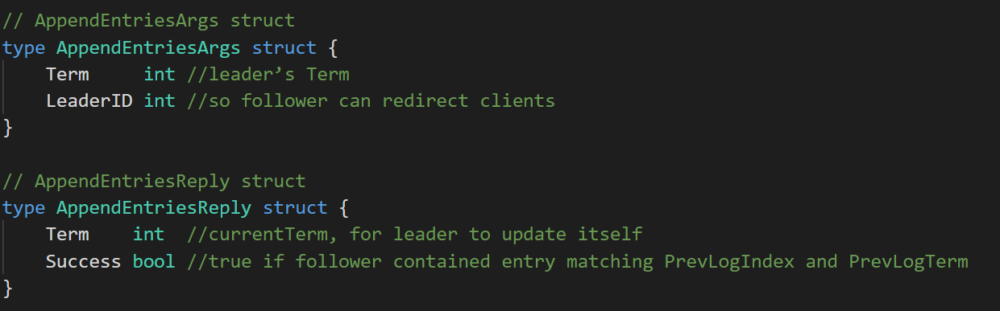 // AppendEntriesArgs struct
type AppendEntriesArgs struct {
    Term     int //leader’s Term
    LeaderID int //so follower can redirect clients
}

// AppendEntriesReply struct
type AppendEntriesReply struct {
    Term    int  //currentTerm, for leader to update itself
    Success bool //true if follower contained entry matching PrevLogIndex and PrevLogTerm
}